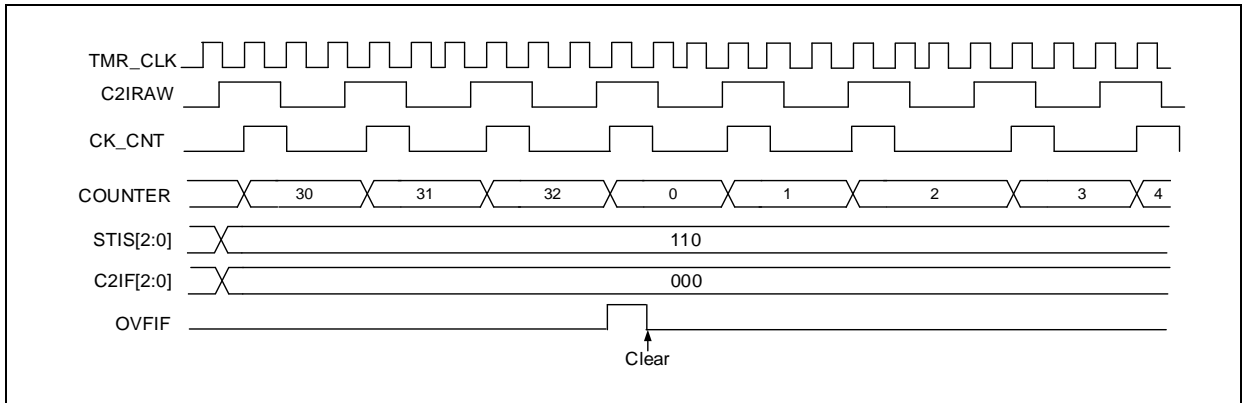 TMR_CLK
C2IRAW
CK_CNT
COUNTER 30 31 32 0 1 2 3 4
STIS[2:0] 110
C2IF[2:0] 000
OVFIF
Clear